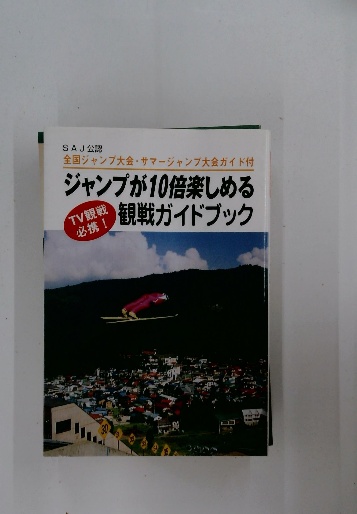 SAJ公認
全国ジャンプ大会・サマージャンプ大会ガイド付
ジャンプが10倍楽しめる
TV観戦
必携!
観戦ガイドブック